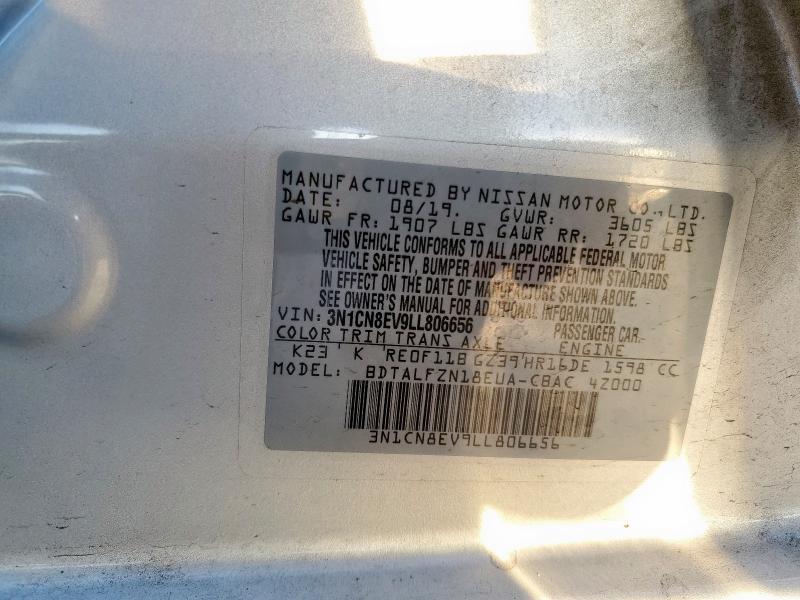 MANUFACTURED BY NISSAN MOTOR CO., LTD.
DATE: 08/19. GVWR: 3605 LBS
GAWR FR: 1907 LBS GAWR RR: 1720 LBS
THIS VEHICLE CONFORMS TO ALL APPLICABLE FEDERAL MOTOR
VEHICLE SAFETY, BUMPER AND THEFT PREVENTION STANDARDS
IN EFFECT ON THE DATE OF MANUFACTURE SHOWN ABOVE.
SEE OWNER'S MANUAL FOR ADDITIONAL INFORMATION.
VIN: 3N1CN8EV9LL806656 PASSENGER CAR.-
COLOR TRIM TRANS AXLE ENGINE
K23' K RE0F11B GZ39'HR16DE 1598 CC
MODEL: BDTALFZN18EUA-CBAC 4Z000
3N1CN8EV9LL806656